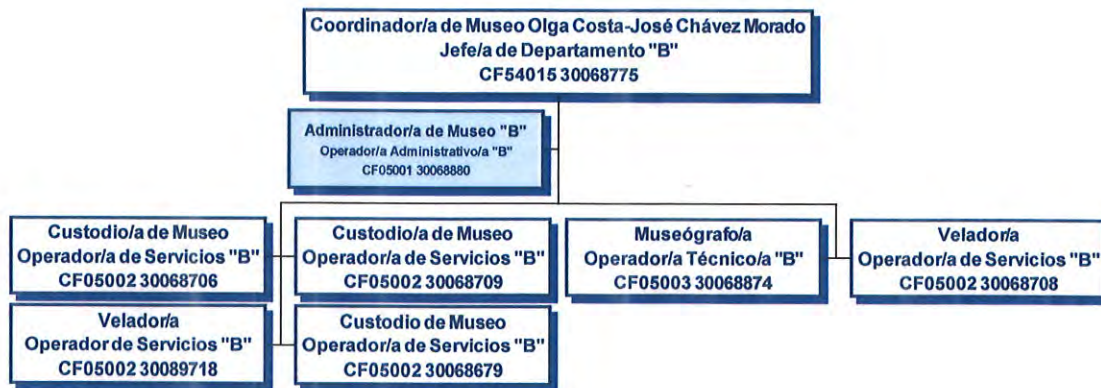 Coordinador/a de Museo Olga Costa-José Chávez Morado
Jefe/a de Departamento "B"
CF54015 30068775
Administrador/a de Museo "B"
Operador/a Administrativo/a "B"
CF05001 30068880
Custodio/a de Museo
Operador/a de Servicios "B"
CF05002 30068706
Custodio/a de Museo
Operador/a de Servicios "B"
CF05002 30068709
Museógrafo/a
Operador/a Técnico/a "B"
CF05003 30068874
Velador/a
Operador/a de Servicios "B"
CF05002 30068708
Velador/a
Operador de Servicios "B"
CF05002 30089718
Custodio de Museo
Operador/a de Servicios "B"
CF05002 30068679